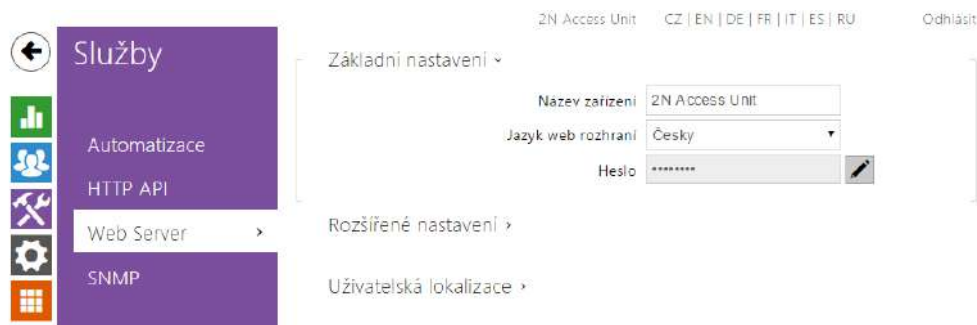 2N Access Unit CZ | EN | DE | FR | IT | ES | RU Odhlásit
Služby
Automatizace
HTTP API
Web Server
SNMP
Základní nastavení
Název zařízení 2N Access Unit
Jazyk web rozhraní Česky
Heslo ********
Rozšířené nastavení
Uživatelská lokalizace